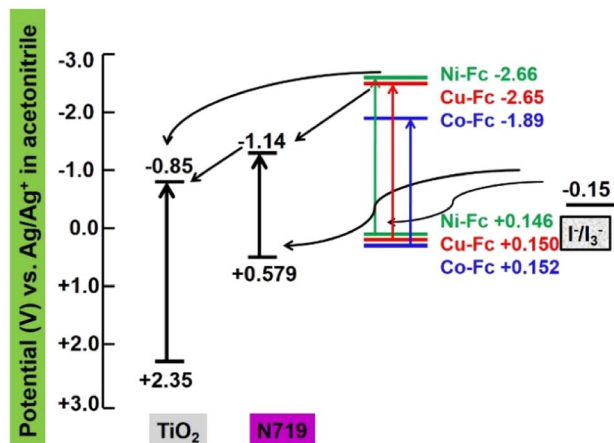 Potential (V) vs. Ag/Ag⁺ in acetonitrile
-3.0
-2.0
-1.0
0.0
+1.0
+2.0
+3.0
-0.85
+2.35
TiO₂
-1.14
+0.579
N719
Ni-Fc -2.66
Cu-Fc -2.65
Co-Fc -1.89
Ni-Fc +0.146
Cu-Fc +0.150
Co-Fc +0.152
-0.15
I⁻/I₃⁻